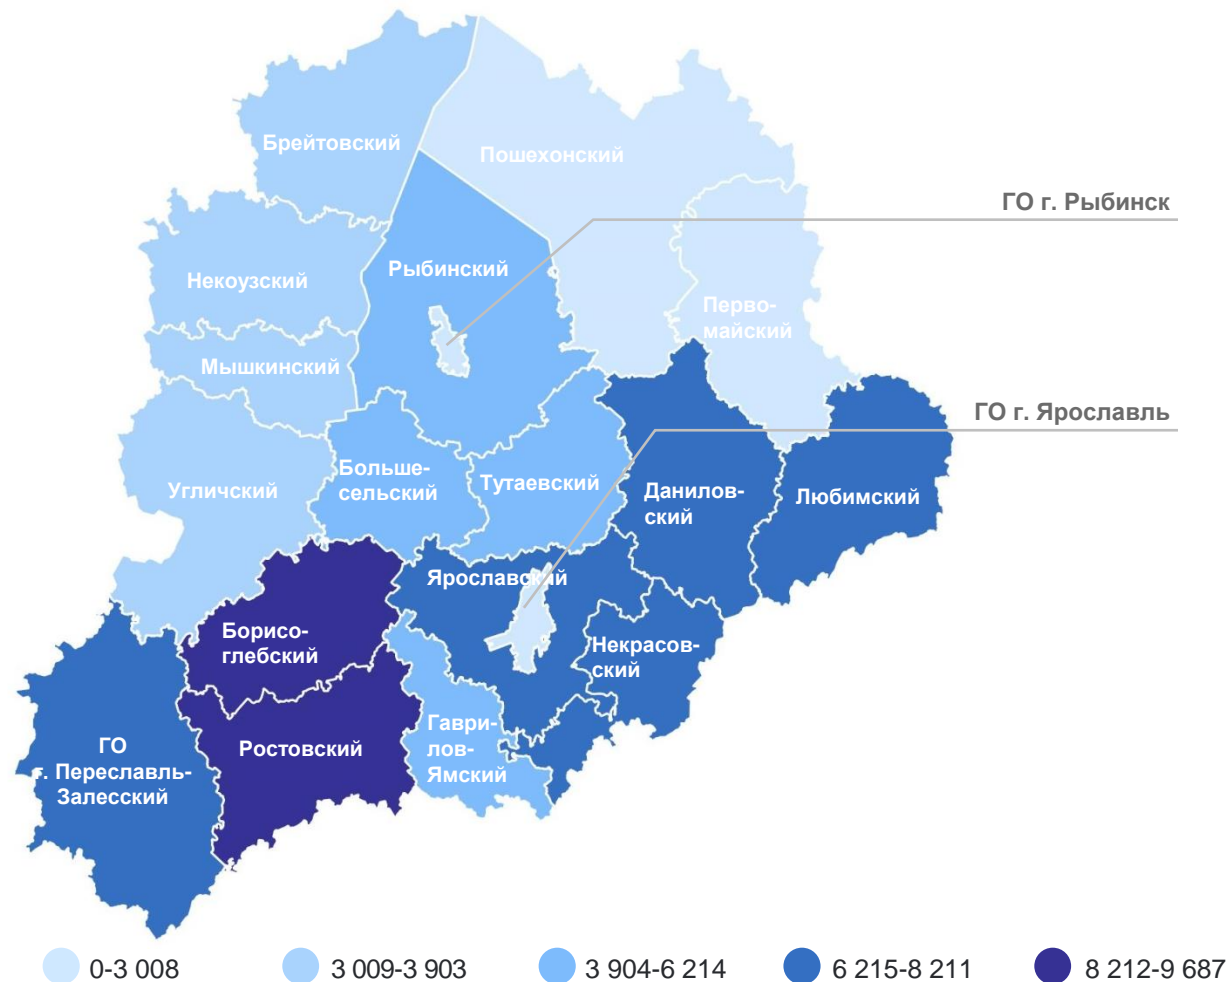 Брейтовский
Пошехонский
ГО г. Рыбинск
Рыбинский
Некоузский
Перво-
майский
Мышкинский
ГО г. Ярославль
Больше-
сельский
Тутаевский
Угличский
Данилов-
ский
Любимский
Ярославский
Борисо-
глебский
Некрасов-
ский
Гаври-
лов-
Ямский
Ростовский
ГО
г. Переславль-
Залесский
0-3 008
3 009-3 903
3 904-6 214
6 215-8 211
8 212-9 687